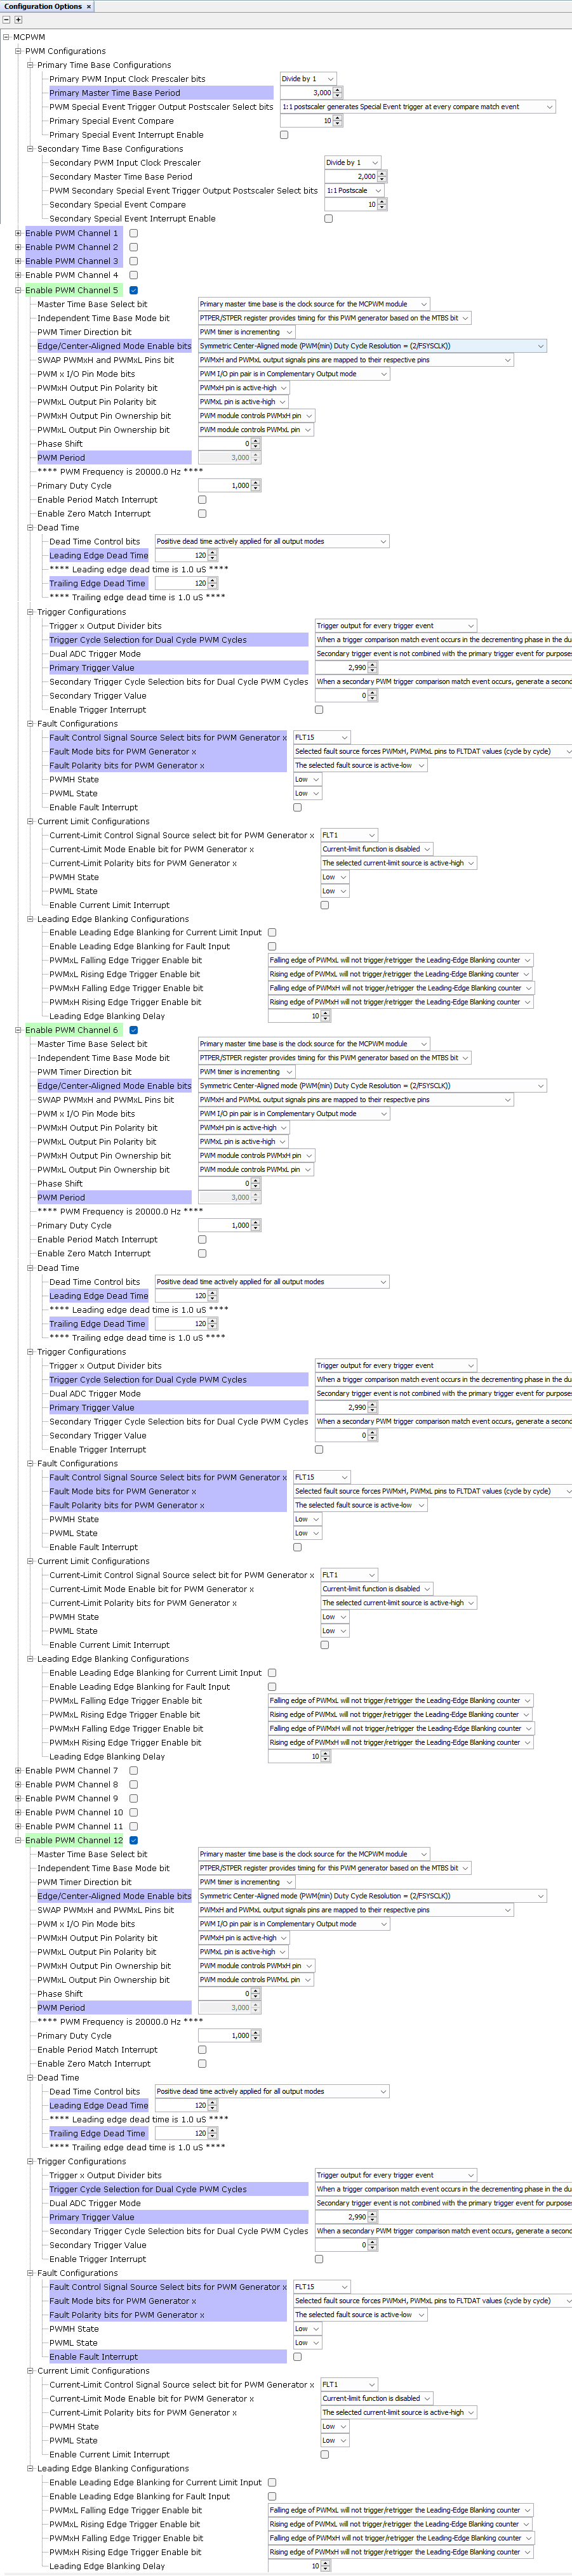 Configuration Options ×
MCPWM
PWM Configurations
Primary Time Base Configurations
Primary PWM Input Clock Prescaler bits Divide by 1
Primary Master Time Base Period 3,000
PWM Special Event Trigger Output Postscaler Select bits 1:1 postscaler generates Special Event trigger at every compare match event
Primary Special Event Compare 10
Primary Special Event Interrupt Enable
Secondary Time Base Configurations
Secondary PWM Input Clock Prescaler Divide by 1
Secondary Master Time Base Period 2,000
PWM Secondary Special Event Trigger Output Postscaler Select bits 1:1 Postscale
Secondary Special Event Compare 10
Secondary Special Event Interrupt Enable
Enable PWM Channel 1
Enable PWM Channel 2
Enable PWM Channel 3
Enable PWM Channel 4
Enable PWM Channel 5
Master Time Base Select bit Primary master time base is the clock source for the MCPWM module
Independent Time Base Mode bit PTPER/STPER register provides timing for this PWM generator based on the MTBS bit
PWM Timer Direction bit PWM timer is incrementing
Edge/Center-Aligned Mode Enable bits Symmetric Center-Aligned mode (PWM(min) Duty Cycle Resolution = (2/FSYSCLK))
SWAP PWMxH and PWMxL Pins bit PWMxH and PWMxL output signals pins are mapped to their respective pins
PWM x I/O Pin Mode bits PWM I/O pin pair is in Complementary Output mode
PWMxH Output Pin Polarity bit PWMxH pin is active-high
PWMxL Output Pin Polarity bit PWMxL pin is active-high
PWMxH Output Pin Ownership bit PWM module controls PWMxH pin
PWMxL Output Pin Ownership bit PWM module controls PWMxL pin
Phase Shift 0
PWM Period 3,000
**** PWM Frequency is 20000.0 Hz ****
Primary Duty Cycle 1,000
Enable Period Match Interrupt
Enable Zero Match Interrupt
Dead Time
Dead Time Control bits Positive dead time actively applied for all output modes
Leading Edge Dead Time 120
**** Leading edge dead time is 1.0 uS ****
Trailing Edge Dead Time 120
**** Trailing edge dead time is 1.0 uS ****
Trigger Configurations
Trigger x Output Divider bits Trigger output for every trigger event
Trigger Cycle Selection for Dual Cycle PWM Cycles When a trigger comparison match event occurs in the decrementing phase in the du
Dual ADC Trigger Mode Secondary trigger event is not combined with the primary trigger event for purposes
Primary Trigger Value 2,990
Secondary Trigger Cycle Selection bits for Dual Cycle PWM Cycles When a secondary PWM trigger comparison match event occurs, generate a second
Secondary Trigger Value 0
Enable Trigger Interrupt
Fault Configurations
Fault Control Signal Source Select bits for PWM Generator x FLT15
Fault Mode bits for PWM Generator x Selected fault source forces PWMxH, PWMxL pins to FLTDAT values (cycle by cycle)
Fault Polarity bits for PWM Generator x The selected fault source is active-low
PWMH State Low
PWML State Low
Enable Fault Interrupt
Current Limit Configurations
Current-Limit Control Signal Source select bit for PWM Generator x FLT1
Current-Limit Mode Enable bit for PWM Generator x Current-limit function is disabled
Current-Limit Polarity bits for PWM Generator x The selected current-limit source is active-high
PWMH State Low
PWML State Low
Enable Current Limit Interrupt
Leading Edge Blanking Configurations
Enable Leading Edge Blanking for Current Limit Input
Enable Leading Edge Blanking for Fault Input
PWMxL Falling Edge Trigger Enable bit Falling edge of PWMxL will not trigger/retrigger the Leading-Edge Blanking counter
PWMxL Rising Edge Trigger Enable bit Rising edge of PWMxL will not trigger/retrigger the Leading-Edge Blanking counter
PWMxH Falling Edge Trigger Enable bit Falling edge of PWMxH will not trigger/retrigger the Leading-Edge Blanking counter
PWMxH Rising Edge Trigger Enable bit Rising edge of PWMxH will not trigger/retrigger the Leading-Edge Blanking counter
Leading Edge Blanking Delay 10
Enable PWM Channel 6
Master Time Base Select bit Primary master time base is the clock source for the MCPWM module
Independent Time Base Mode bit PTPER/STPER register provides timing for this PWM generator based on the MTBS bit
PWM Timer Direction bit PWM timer is incrementing
Edge/Center-Aligned Mode Enable bits Symmetric Center-Aligned mode (PWM(min) Duty Cycle Resolution = (2/FSYSCLK))
SWAP PWMxH and PWMxL Pins bit PWMxH and PWMxL output signals pins are mapped to their respective pins
PWM x I/O Pin Mode bits PWM I/O pin pair is in Complementary Output mode
PWMxH Output Pin Polarity bit PWMxH pin is active-high
PWMxL Output Pin Polarity bit PWMxL pin is active-high
PWMxH Output Pin Ownership bit PWM module controls PWMxH pin
PWMxL Output Pin Ownership bit PWM module controls PWMxL pin
Phase Shift 0
PWM Period 3,000
**** PWM Frequency is 20000.0 Hz ****
Primary Duty Cycle 1,000
Enable Period Match Interrupt
Enable Zero Match Interrupt
Dead Time
Dead Time Control bits Positive dead time actively applied for all output modes
Leading Edge Dead Time 120
**** Leading edge dead time is 1.0 uS ****
Trailing Edge Dead Time 120
**** Trailing edge dead time is 1.0 uS ****
Trigger Configurations
Trigger x Output Divider bits Trigger output for every trigger event
Trigger Cycle Selection for Dual Cycle PWM Cycles When a trigger comparison match event occurs in the decrementing phase in the du
Dual ADC Trigger Mode Secondary trigger event is not combined with the primary trigger event for purposes
Primary Trigger Value 2,990
Secondary Trigger Cycle Selection bits for Dual Cycle PWM Cycles When a secondary PWM trigger comparison match event occurs, generate a second
Secondary Trigger Value 0
Enable Trigger Interrupt
Fault Configurations
Fault Control Signal Source Select bits for PWM Generator x FLT15
Fault Mode bits for PWM Generator x Selected fault source forces PWMxH, PWMxL pins to FLTDAT values (cycle by cycle)
Fault Polarity bits for PWM Generator x The selected fault source is active-low
PWMH State Low
PWML State Low
Enable Fault Interrupt
Current Limit Configurations
Current-Limit Control Signal Source select bit for PWM Generator x FLT1
Current-Limit Mode Enable bit for PWM Generator x Current-limit function is disabled
Current-Limit Polarity bits for PWM Generator x The selected current-limit source is active-high
PWMH State Low
PWML State Low
Enable Current Limit Interrupt
Leading Edge Blanking Configurations
Enable Leading Edge Blanking for Current Limit Input
Enable Leading Edge Blanking for Fault Input
PWMxL Falling Edge Trigger Enable bit Falling edge of PWMxL will not trigger/retrigger the Leading-Edge Blanking counter
PWMxL Rising Edge Trigger Enable bit Rising edge of PWMxL will not trigger/retrigger the Leading-Edge Blanking counter
PWMxH Falling Edge Trigger Enable bit Falling edge of PWMxH will not trigger/retrigger the Leading-Edge Blanking counter
PWMxH Rising Edge Trigger Enable bit Rising edge of PWMxH will not trigger/retrigger the Leading-Edge Blanking counter
Leading Edge Blanking Delay 10
Enable PWM Channel 7
Enable PWM Channel 8
Enable PWM Channel 9
Enable PWM Channel 10
Enable PWM Channel 11
Enable PWM Channel 12
Master Time Base Select bit Primary master time base is the clock source for the MCPWM module
Independent Time Base Mode bit PTPER/STPER register provides timing for this PWM generator based on the MTBS bit
PWM Timer Direction bit PWM timer is incrementing
Edge/Center-Aligned Mode Enable bits Symmetric Center-Aligned mode (PWM(min) Duty Cycle Resolution = (2/FSYSCLK))
SWAP PWMxH and PWMxL Pins bit PWMxH and PWMxL output signals pins are mapped to their respective pins
PWM x I/O Pin Mode bits PWM I/O pin pair is in Complementary Output mode
PWMxH Output Pin Polarity bit PWMxH pin is active-high
PWMxL Output Pin Polarity bit PWMxL pin is active-high
PWMxH Output Pin Ownership bit PWM module controls PWMxH pin
PWMxL Output Pin Ownership bit PWM module controls PWMxL pin
Phase Shift 0
PWM Period 3,000
**** PWM Frequency is 20000.0 Hz ****
Primary Duty Cycle 1,000
Enable Period Match Interrupt
Enable Zero Match Interrupt
Dead Time
Dead Time Control bits Positive dead time actively applied for all output modes
Leading Edge Dead Time 120
**** Leading edge dead time is 1.0 uS ****
Trailing Edge Dead Time 120
**** Trailing edge dead time is 1.0 uS ****
Trigger Configurations
Trigger x Output Divider bits Trigger output for every trigger event
Trigger Cycle Selection for Dual Cycle PWM Cycles When a trigger comparison match event occurs in the decrementing phase in the du
Dual ADC Trigger Mode Secondary trigger event is not combined with the primary trigger event for purposes
Primary Trigger Value 2,990
Secondary Trigger Cycle Selection bits for Dual Cycle PWM Cycles When a secondary PWM trigger comparison match event occurs, generate a second
Secondary Trigger Value 0
Enable Trigger Interrupt
Fault Configurations
Fault Control Signal Source Select bits for PWM Generator x FLT15
Fault Mode bits for PWM Generator x Selected fault source forces PWMxH, PWMxL pins to FLTDAT values (cycle by cycle)
Fault Polarity bits for PWM Generator x The selected fault source is active-low
PWMH State Low
PWML State Low
Enable Fault Interrupt
Current Limit Configurations
Current-Limit Control Signal Source select bit for PWM Generator x FLT1
Current-Limit Mode Enable bit for PWM Generator x Current-limit function is disabled
Current-Limit Polarity bits for PWM Generator x The selected current-limit source is active-high
PWMH State Low
PWML State Low
Enable Current Limit Interrupt
Leading Edge Blanking Configurations
Enable Leading Edge Blanking for Current Limit Input
Enable Leading Edge Blanking for Fault Input
PWMxL Falling Edge Trigger Enable bit Falling edge of PWMxL will not trigger/retrigger the Leading-Edge Blanking counter
PWMxL Rising Edge Trigger Enable bit Rising edge of PWMxL will not trigger/retrigger the Leading-Edge Blanking counter
PWMxH Falling Edge Trigger Enable bit Falling edge of PWMxH will not trigger/retrigger the Leading-Edge Blanking counter
PWMxH Rising Edge Trigger Enable bit Rising edge of PWMxH will not trigger/retrigger the Leading-Edge Blanking counter
Leading Edge Blanking Delay 10